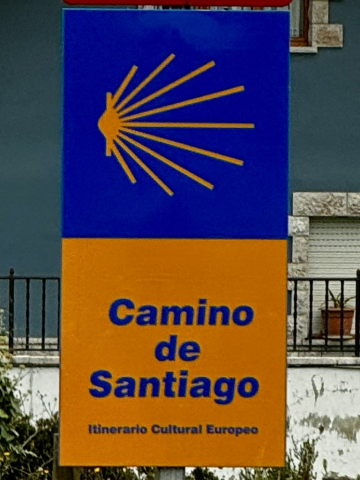 Camino
de
Santiago
Itinerario Cultural Europeo